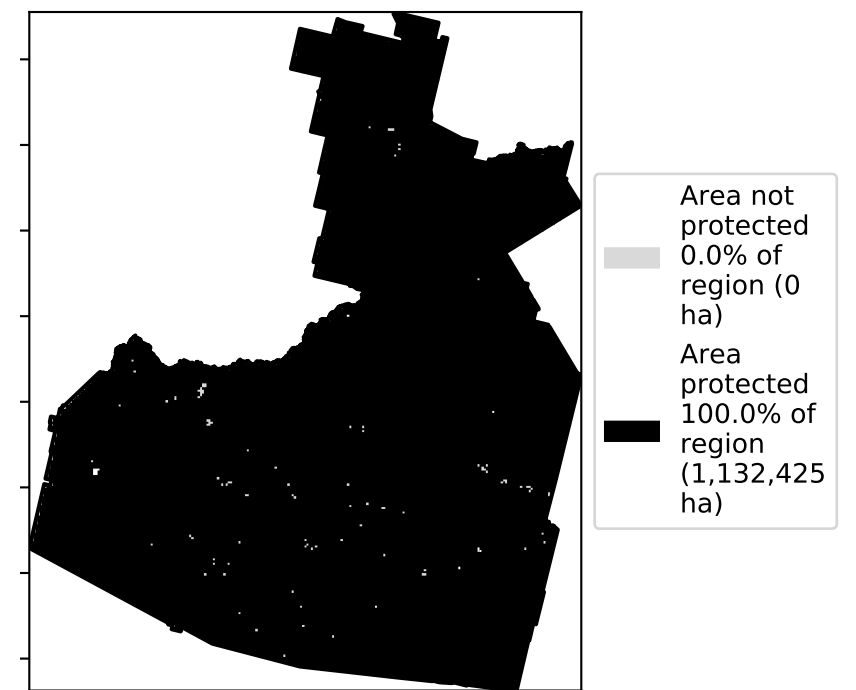 Area not
protected
0.0% of
region (0
ha)
Area
protected
100.0% of
region
(1,132,425
ha)